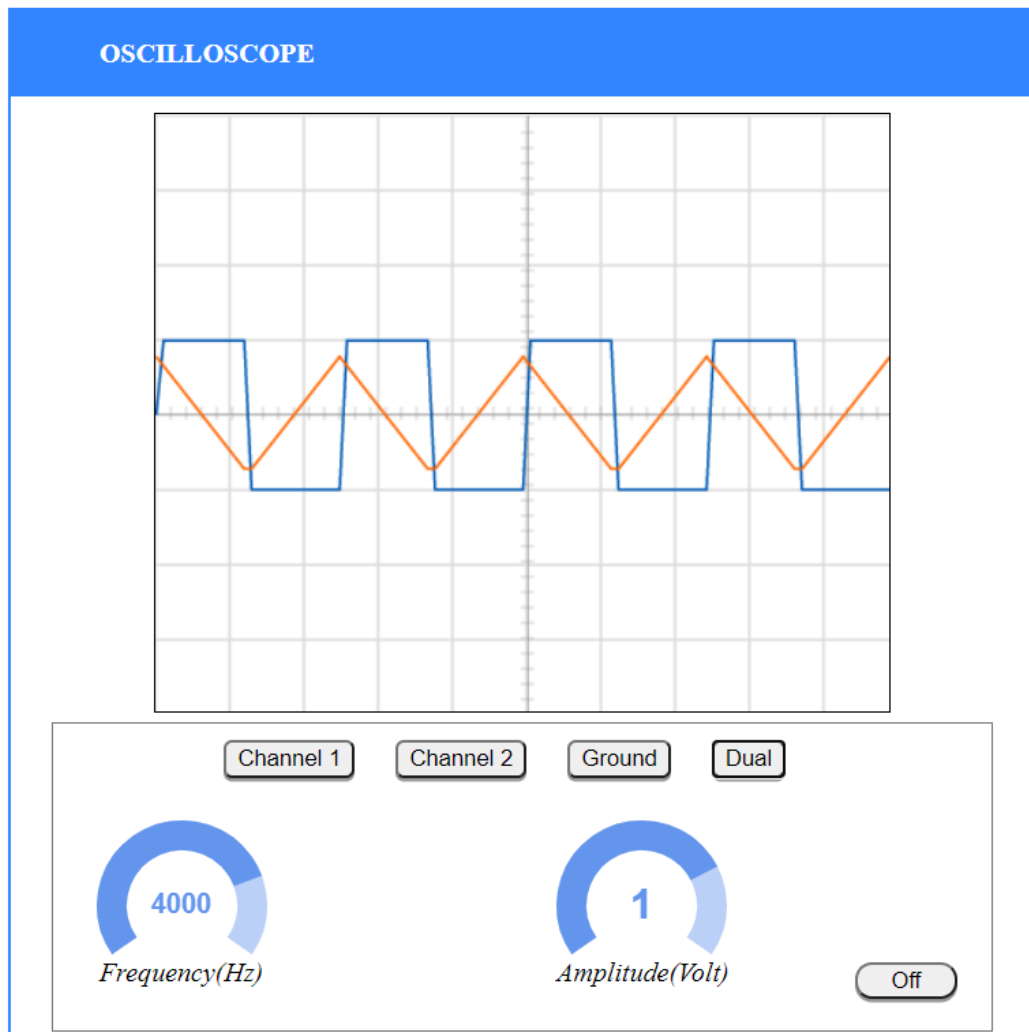 OSCILLOSCOPE
Channel 1 Channel 2 Ground Dual
4000 1
Frequency(Hz) Amplitude(Volt)
Off